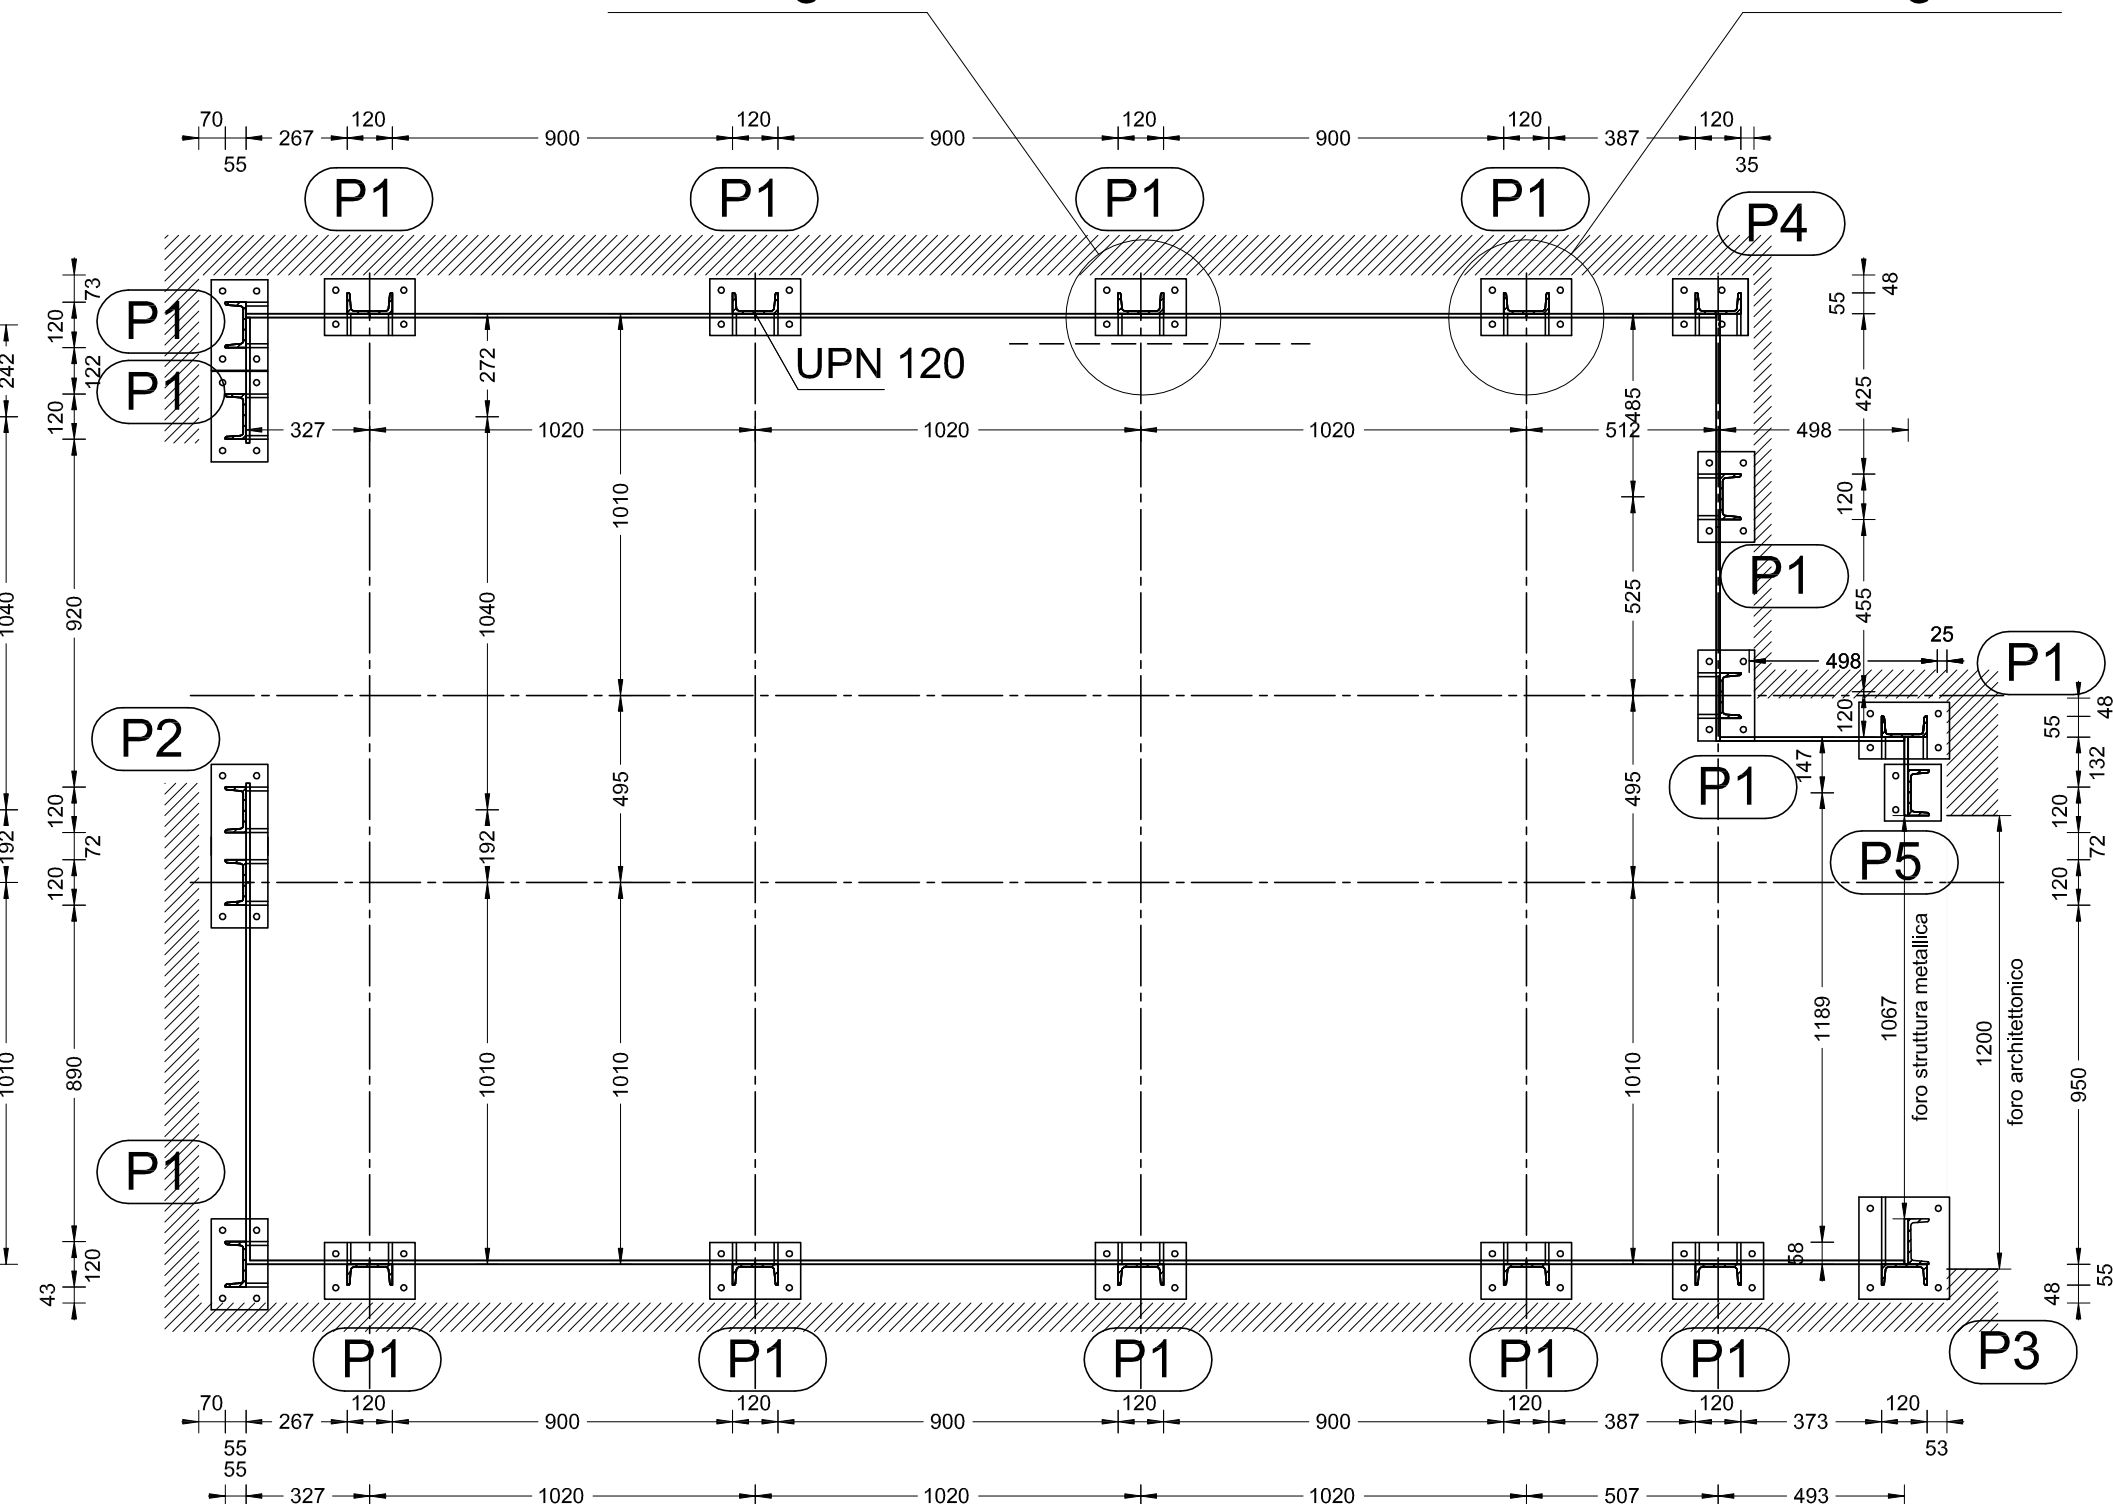 70 267 120 900 120 900 120 900 120 387 120
55 35
P1 P1 P1 P1 P4
73 48
P1 120 55
242 122 272
P1 120 UPN 120 485 425
327 1020 1020 1020 512 498
1010 120
P1
1040 920 1040 525 455
25
498 P1
120 48
P2 55
495 495 147 132
120 P1 120
192 72 192 72
120 P5 120
foro struttura metallica
1010 890 1010 1010 1010 1189 1067 1200 950
foro architettonico
P1
120 58 55
43 48
P1 P1 P1 P1 P1 P3
70 267 120 900 120 900 120 900 120 387 120 373 120
55 53
55
327 1020 1020 1020 507 493